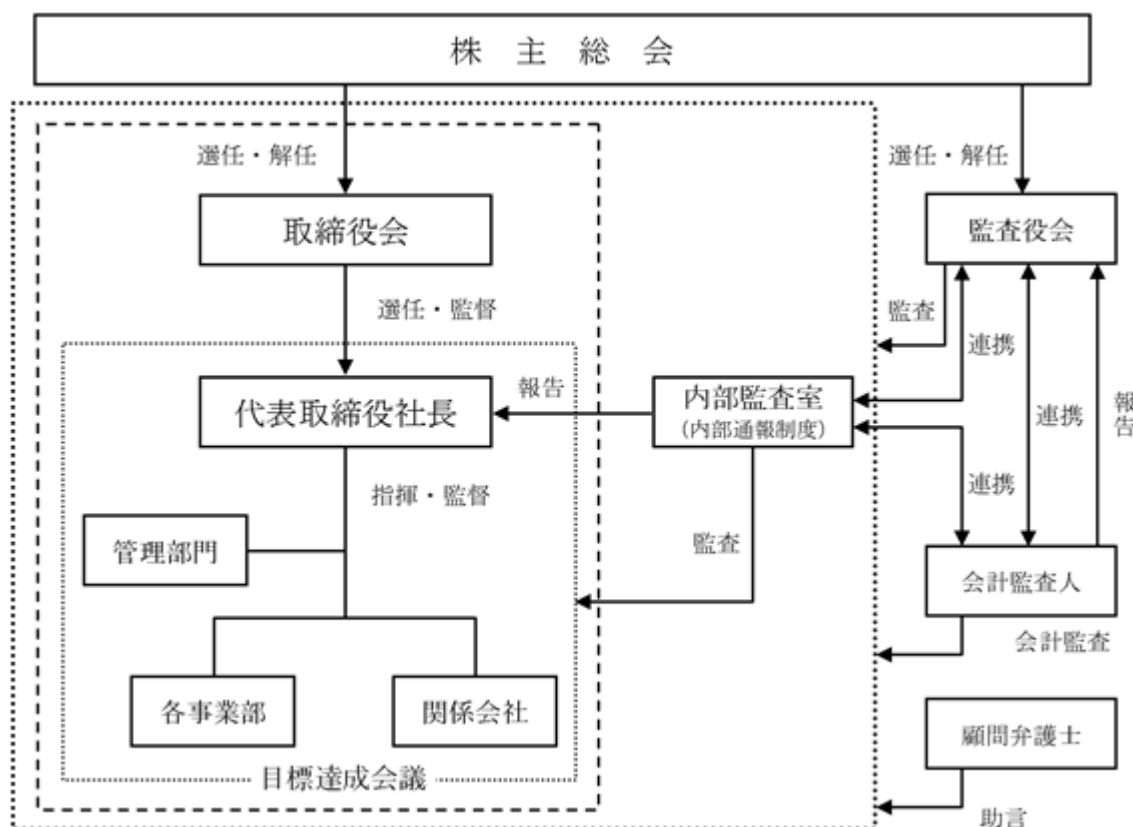 株主総会
選任・解任
選任・解任
取締役会
監査役会
選任・監督
監査
連携
報告
代表取締役社長
内部監査室
(内部通報制度)
連携
報告
指揮・監督
連携
監査
管理部門
会計監査人
会計監査
各事業部
関係会社
顧問弁護士
目標達成会議
助言